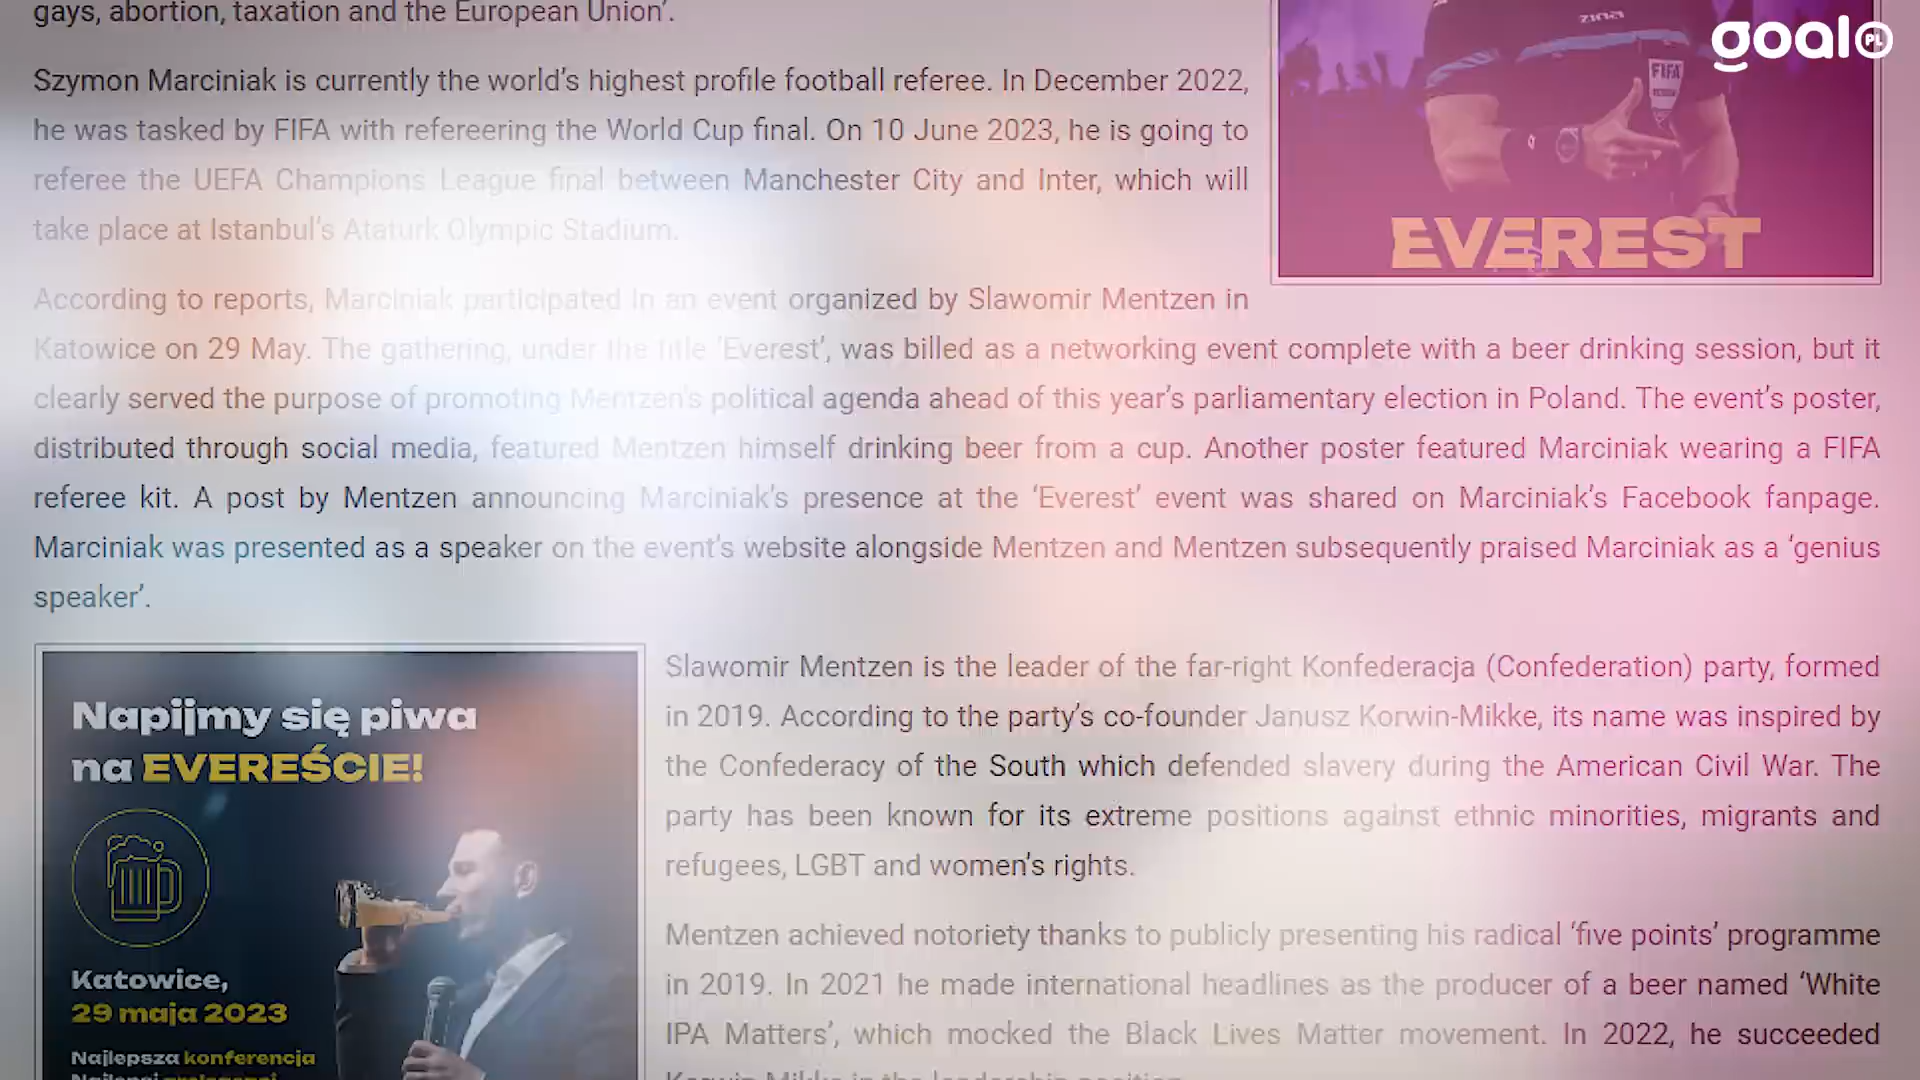 gays, abortion, taxation and the European Union’.
goal PL
Szymon Marciniak is currently the world’s highest profile football referee. In December 2022,
he was tasked by FIFA with refereering the World Cup final. On 10 June 2023, he is going to
referee the UEFA Champions League final between Manchester City and Inter, which will
take place at Istanbul’s Ataturk Olympic Stadium.
FIFA
EVEREST
According to reports, Marciniak participated in an event organized by Slawomir Mentzen in
Katowice on 29 May. The gathering, under the title ‘Everest’, was billed as a networking event complete with a beer drinking session, but it
clearly served the purpose of promoting Mentzen’s political agenda ahead of this year’s parliamentary election in Poland. The event’s poster,
distributed through social media, featured Mentzen himself drinking beer from a cup. Another poster featured Marciniak wearing a FIFA
referee kit. A post by Mentzen announcing Marciniak’s presence at the ‘Everest’ event was shared on Marciniak’s Facebook fanpage.
Marciniak was presented as a speaker on the event’s website alongside Mentzen and Mentzen subsequently praised Marciniak as a ‘genius
speaker’.
Napijmy się piwa
na EVEREŚCIE!
Katowice,
29 maja 2023
Najlepsza konferencja
Slawomir Mentzen is the leader of the far-right Konfederacja (Confederation) party, formed
in 2019. According to the party’s co-founder Janusz Korwin-Mikke, its name was inspired by
the Confederacy of the South which defended slavery during the American Civil War. The
party has been known for its extreme positions against ethnic minorities, migrants and
refugees, LGBT and women’s rights.
Mentzen achieved notoriety thanks to publicly presenting his radical ‘five points’ programme
in 2019. In 2021 he made international headlines as the producer of a beer named ‘White
IPA Matters’, which mocked the Black Lives Matter movement. In 2022, he succeeded